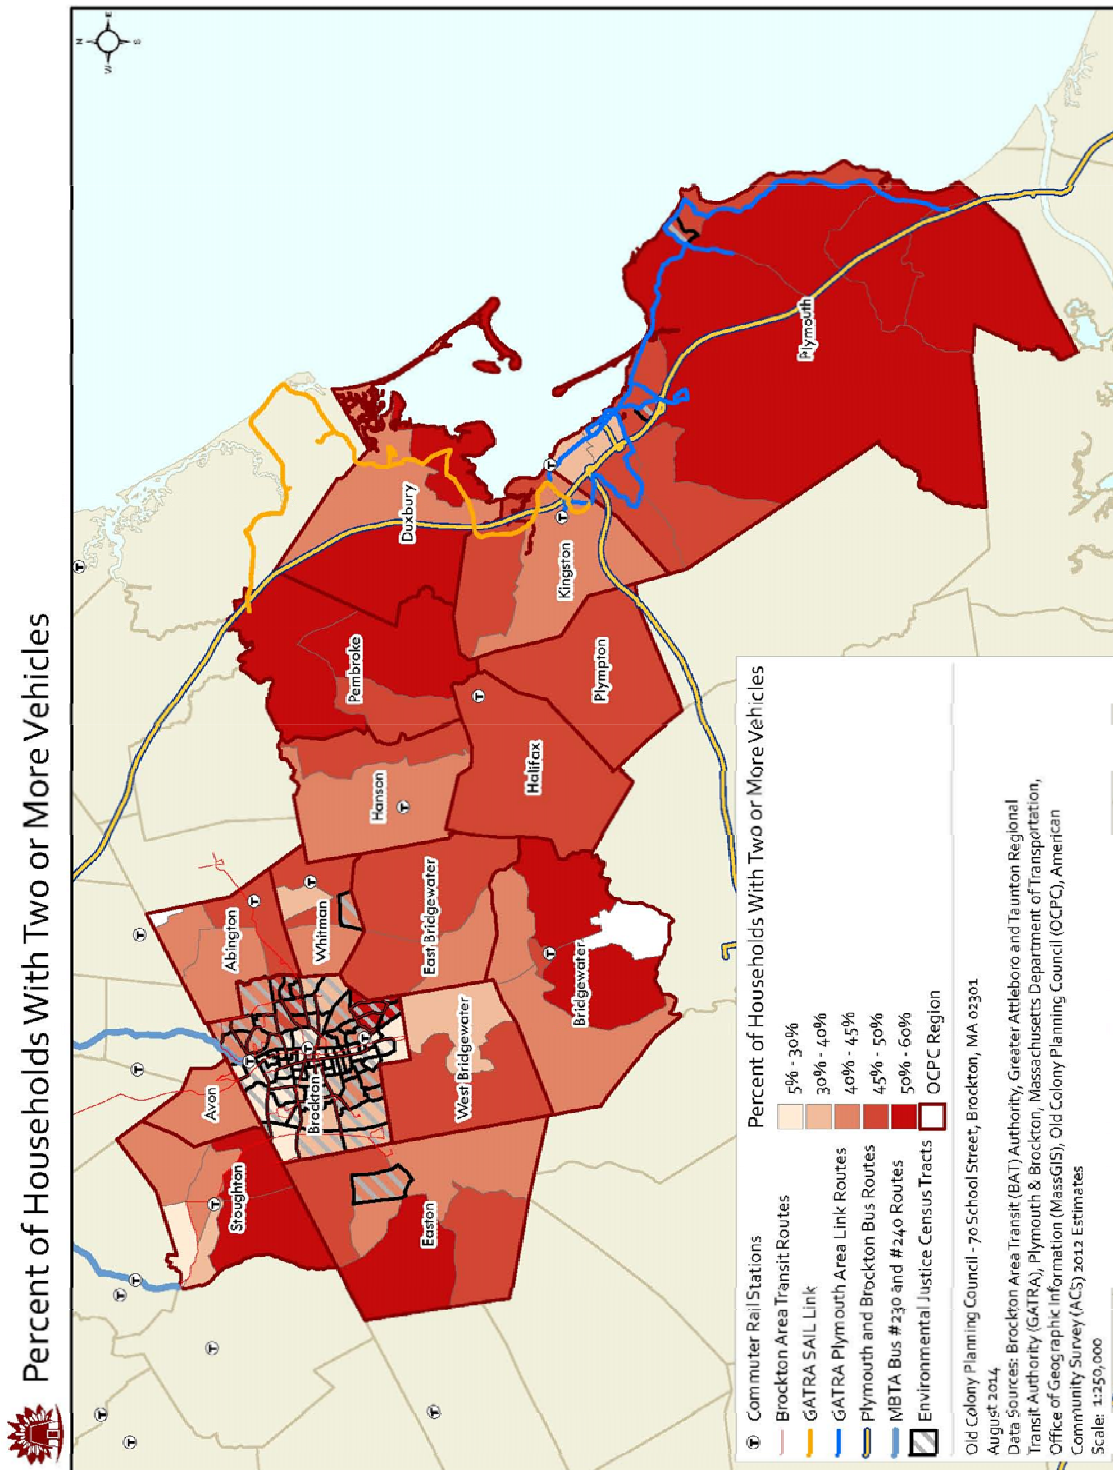 Percent of Households With Two or More Vehicles
N
E
S
W
Stoughton
Avon
Abington
Brockton
Whitman
Easton
West Bridgewater
East Bridgewater
Bridgewater
Hanson
Pembroke
Halifax
Plympton
Duxbury
Kingston
Plymouth
T Commuter Rail Stations
Brockton Area Transit Routes
GATRA SAIL Link
GATRA Plymouth Area Link Routes
Plymouth and Brockton Bus Routes
MBTA Bus #230 and #240 Routes
Environmental Justice Census Tracts
Percent of Households With Two or More Vehicles
5% - 30%
30% - 40%
40% - 45%
45% - 50%
50% - 60%
OCPC Region
Old Colony Planning Council - 70 School Street, Brockton, MA 02301
August 2014
Data Sources: Brockton Area Transit (BAT) Authority, Greater Attleboro and Taunton Regional
Transit Authority (GATRA), Plymouth & Brockton, Massachusetts Department of Transportation,
Office of Geographic Information (MassGIS), Old Colony Planning Council (OCPC), American
Community Survey (ACS) 2012 Estimates
Scale: 1:250,000